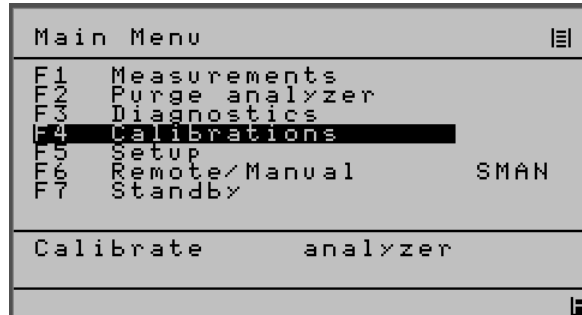 Main Menu
F1 Measurements
F2 Purge analyzer
F3 Diagnostics
F4 Calibrations
F5 Setup
F6 Remote/Manual SMAN
F7 Standby
Calibrate analyzer